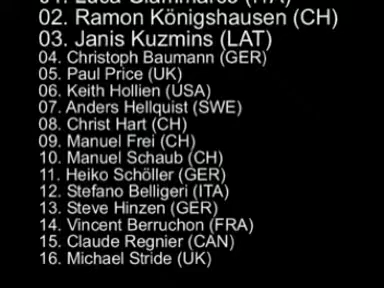 02. Ramon Königshausen (CH)
03. Janis Kuzmins (LAT)
04. Christoph Baumann (GER)
05. Paul Price (UK)
06. Keith Hollien (USA)
07. Anders Hellquist (SWE)
08. Christ Hart (CH)
09. Manuel Frei (CH)
10. Manuel Schaub (CH)
11. Heiko Schöller (GER)
12. Stefano Belligeri (ITA)
13. Steve Hinzen (GER)
14. Vincent Berruchon (FRA)
15. Claude Regnier (CAN)
16. Michael Stride (UK)